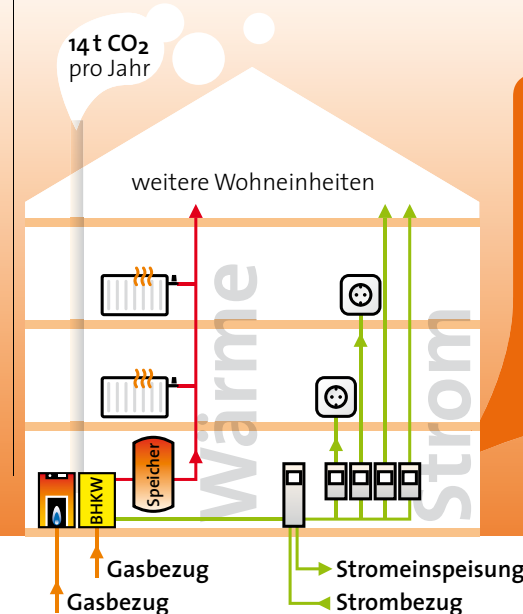 14 t CO₂
pro Jahr
weitere Wohneinheiten
Wärme
Strom
Speicher
BHKW
Gasbezug
Stromeinspeisung
Gasbezug
Strombezug